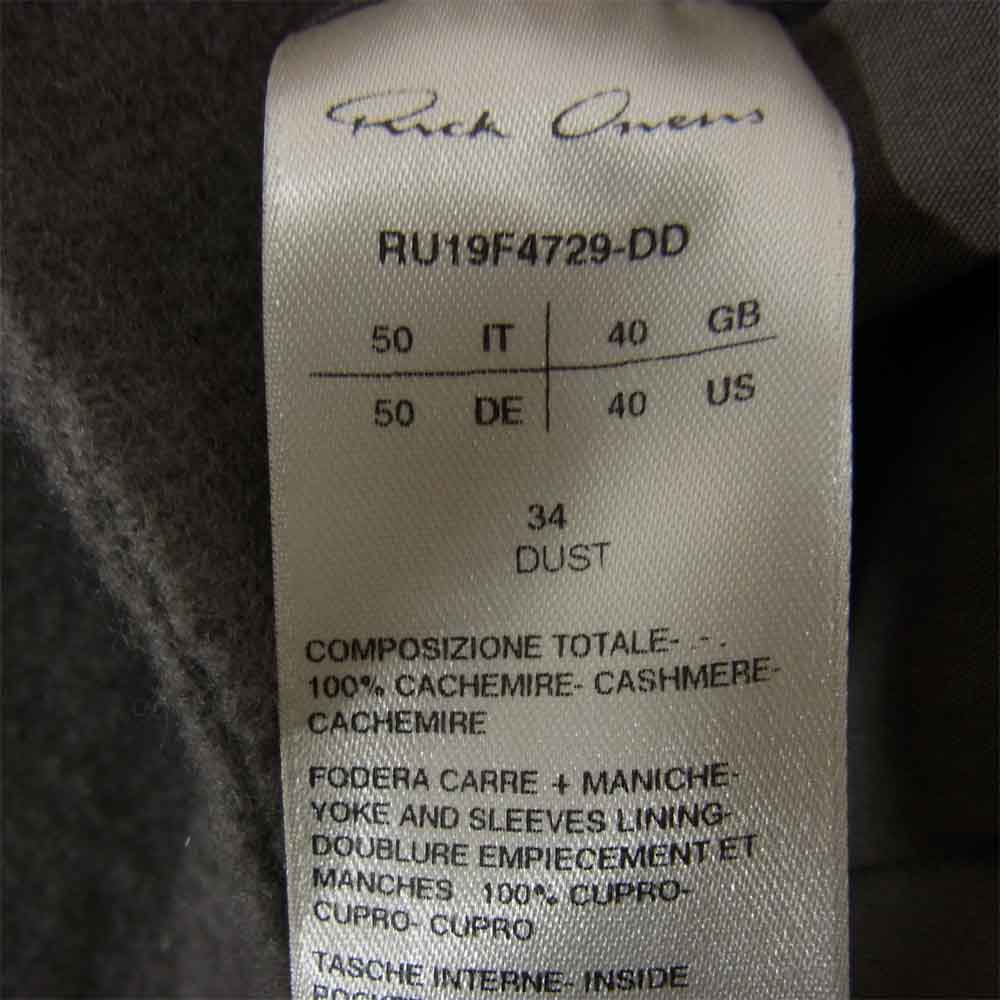 Rick Owens
RU19F4729-DD
50 IT 40 GB
50 DE 40 US
34
DUST
COMPOSIZIONE TOTALE- - -
100% CACHEMIRE- CASHMERE-
CACHEMIRE
FODERA CARRE + MANICHE-
YOKE AND SLEEVES LINING-
DOUBLURE EMPIECEMENT ET
MANCHES 100% CUPRO-
CUPRO- CUPRO
TASCHE INTERNE- INSIDE